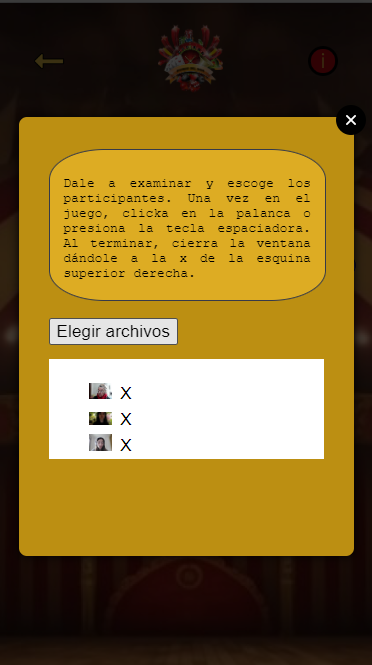 i
Dale a examinar y escoge los
participantes. Una vez en el
juego, clicka en la palanca o
presiona la tecla espaciadora.
Al terminar, cierra la ventana
dándole a la x de la esquina
superior derecha.
Elegir archivos
X
X
X